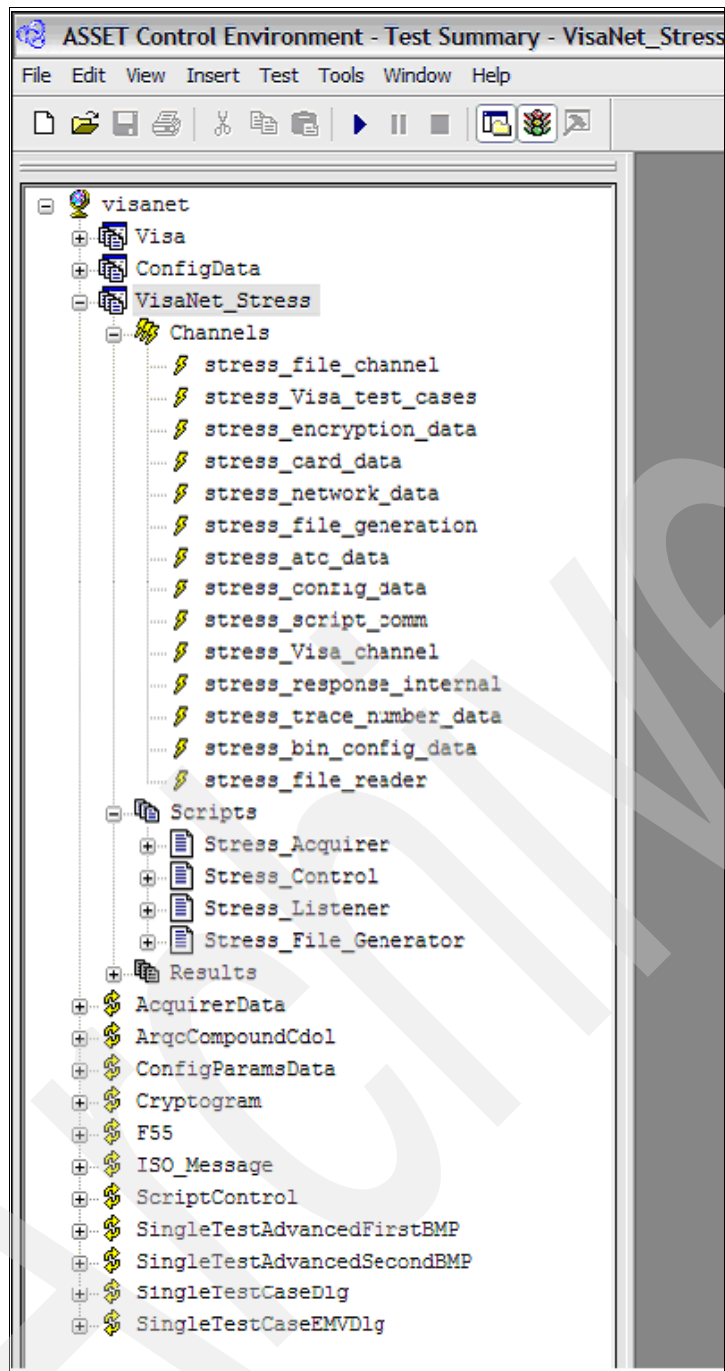 ASSET Control Environment - Test Summary - VisaNet_Stress
File Edit View Insert Test Tools Window Help
visanet
Visa
ConfigData
VisaNet_Stress
Channels
stress_file_channel
stress_Visa_test_cases
stress_encryption_data
stress_card_data
stress_network_data
stress_file_generation
stress_atc_data
stress_config_data
stress_script_comm
stress_Visa_channel
stress_response_internal
stress_trace_number_data
stress_bin_config_data
stress_file_reader
Scripts
Stress_Acquirer
Stress_Control
Stress_Listener
Stress_File_Generator
Results
AcquirerData
ArqcCompoundCdol
ConfigParamsData
Cryptogram
F55
ISO_Message
ScriptControl
SingleTestAdvancedFirstBMP
SingleTestAdvancedSecondBMP
SingleTestCaseDlg
SingleTestCaseEMVDlg